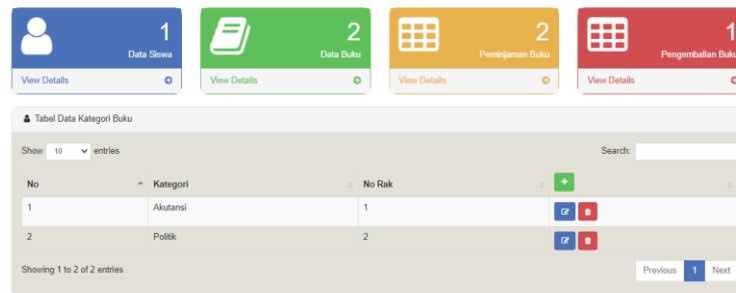 1
Data Siswa
View Details
2
Data Buku
View Details
2
Peminjaman Buku
View Details
1
Pengembalian Buku
View Details
Tabel Data Kategori Buku
Show 10 entries
Search:
No Kategori No Rak
1 Akutansi 1
2 Politik 2
Showing 1 to 2 of 2 entries
Previous 1 Next